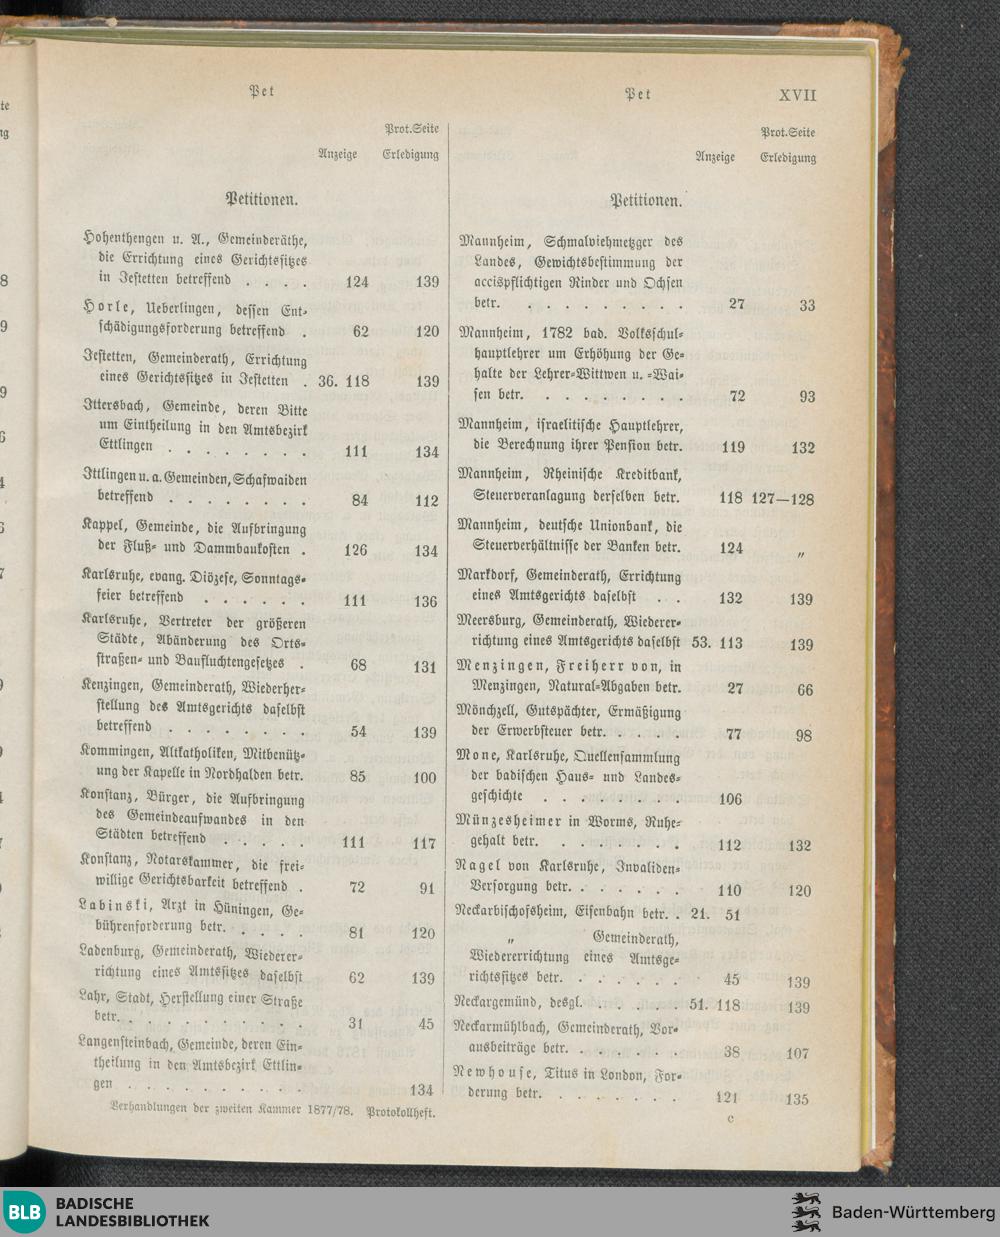 Pet
Prot.Seite
Anzeige Erledigung
Petitionen.
Hohenthengen u. A., Gemeinderäthe,
die Errichtung eines Gerichtssitzes
in Jestetten betreffend . . . . 124 139
Horle, Ueberlingen, dessen Ent-
schädigungsforderung betreffend . 62 120
Jestetten, Gemeinderath, Errichtung
eines Gerichtssitzes in Jestetten . 36. 118 139
Ittersbach, Gemeinde, deren Bitte
um Eintheilung in den Amtsbezirk
Ettlingen . . . . . . . . 111 134
Ittlingen u. a. Gemeinden, Schafwaiden
betreffend . . . . . . . . 84 112
Kappel, Gemeinde, die Aufbringung
der Fluß- und Dammbaukosten . 126 134
Karlsruhe, evang. Diözese, Sonntags-
feier betreffend . . . . . . 111 136
Karlsruhe, Vertreter der größeren
Städte, Abänderung des Orts-
straßen- und Baufluchtengesetzes . 68 131
Kenzingen, Gemeinderath, Wiederher-
stellung des Amtsgerichts daselbst
betreffend . . . . . . . . 54 139
Kommingen, Altkatholiken, Mitbenütz-
ung der Kapelle in Nordhalden betr. 85 100
Konstanz, Bürger, die Aufbringung
des Gemeindeaufwandes in den
Städten betreffend . . . . . 111 117
Konstanz, Notarskammer, die frei-
willige Gerichtsbarkeit betreffend . 72 91
Labinski, Arzt in Hüningen, Ge-
bührenforderung betr. . . . . 81 120
Ladenburg, Gemeinderath, Wiederer-
richtung eines Amtssitzes daselbst 62 139
Lahr, Stadt, Herstellung einer Straße
betr. . . . . . . . . . . 31 45
Langensteinbach, Gemeinde, deren Ein-
theilung in den Amtsbezirk Ettlin-
gen . . . . . . . . . . 134
Verhandlungen der zweiten Kammer 1877/78. Protokollheft.
Pet XVII
Prot.Seite
Anzeige Erledigung
Petitionen.
Mannheim, Schmalviehmetzger des
Landes, Gewichtsbestimmung der
accispflichtigen Rinder und Ochsen
betr. . . . . . . . . . 27 33
Mannheim, 1782 bad. Volksschul-
hauptlehrer um Erhöhung der Ge-
halte der Lehrer-Wittwen u. -Wai-
sen betr. . . . . . . . . 72 93
Mannheim, israelitische Hauptlehrer,
die Berechnung ihrer Pension betr. 119 132
Mannheim, Rheinische Kreditbank,
Steuerveranlagung derselben betr. 118 127—128
Mannheim, deutsche Unionbank, die
Steuerverhältnisse der Banken betr. 124 „
Markdorf, Gemeinderath, Errichtung
eines Amtsgerichts daselbst . . 132 139
Meersburg, Gemeinderath, Wiederer-
richtung eines Amtsgerichts daselbst 53. 113 139
Menzingen, Freiherr von, in
Menzingen, Natural-Abgaben betr. 27 66
Mönchzell, Gutspächter, Ermäßigung
der Erwerbsteuer betr. . . . . 77 98
Mone, Karlsruhe, Quellensammlung
der badischen Haus- und Landes-
geschichte . . . . . . . 106
Münzesheimer in Worms, Ruhe-
gehalt betr. . . . . . . . 112 132
Nagel von Karlsruhe, Invaliden-
Versorgung betr. . . . . . . 110 120
Neckarbischofsheim, Eisenbahn betr. . 21. 51
„ Gemeinderath,
Wiedererrichtung eines Amtsge-
richtssitzes betr. . . . . . . 45 139
Neckargemünd, desgl. . . . . . 51. 118 139
Neckarmühlbach, Gemeinderath, Vor-
ausbeiträge betr. . . . . . . 38 107
Newhouse, Titus in London, For-
derung betr. . . . . . . . 121 135
c
BLB BADISCHE
LANDESBIBLIOTHEK
Baden-Württemberg